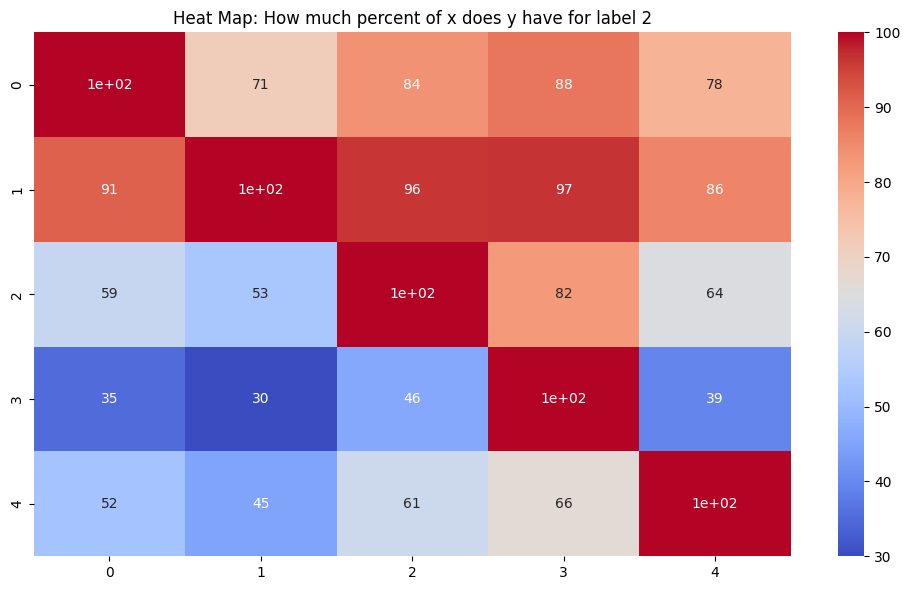 Heat Map: How much percent of x does y have for label 2
0 1e+02 71 84 88 78
1 91 1e+02 96 97 86
2 59 53 1e+02 82 64
3 35 30 46 1e+02 39
4 52 45 61 66 1e+02
0 1 2 3 4
100
90
80
70
60
50
40
30